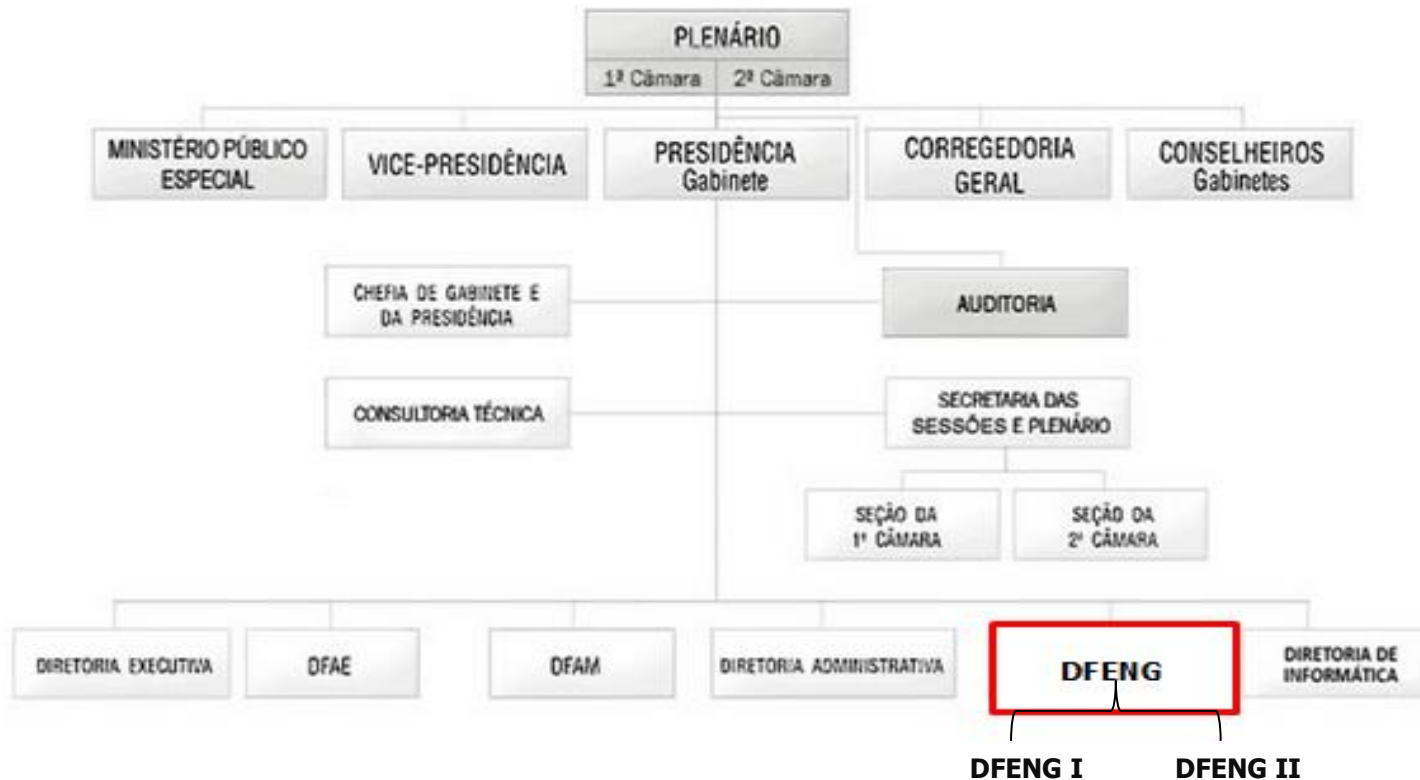 PLENÁRIO
1ª Câmara 2ª Câmara
MINISTÉRIO PÚBLICO
ESPECIAL
VICE-PRESIDÊNCIA
PRESIDÊNCIA
Gabinete
CORREGEDORIA
GERAL
CONSELHEIROS
Gabinetes
CHEFIA DE GABINETE E
DA PRESIDÊNCIA
AUDITORIA
CONSULTORIA TÉCNICA
SECRETARIA DAS
SESSÕES E PLENÁRIO
SEÇÃO DA
1ª CÂMARA
SEÇÃO DA
2ª CÂMARA
DIRETORIA EXECUTIVA
DFAE
DFAM
DIRETORIA ADMINISTRATIVA
DFENG
DIRETORIA DE
INFORMÁTICA
DFENG I
DFENG II